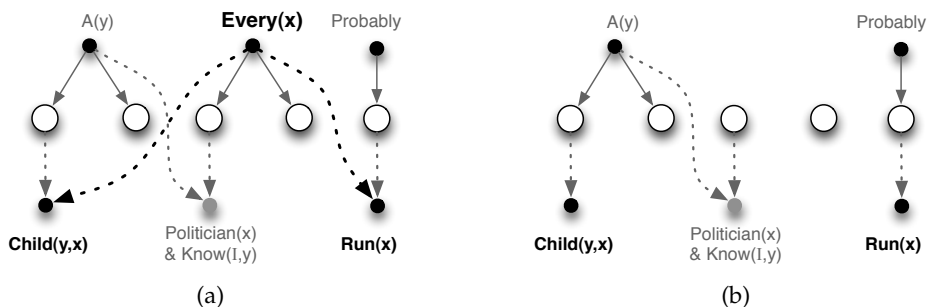 A(y)
Every(x)
Probably
Child(y,x)
Politician(x)
& Know(I,y)
Run(x)
(a)
A(y)
Probably
Child(y,x)
Politician(x)
& Know(I,y)
Run(x)
(b)